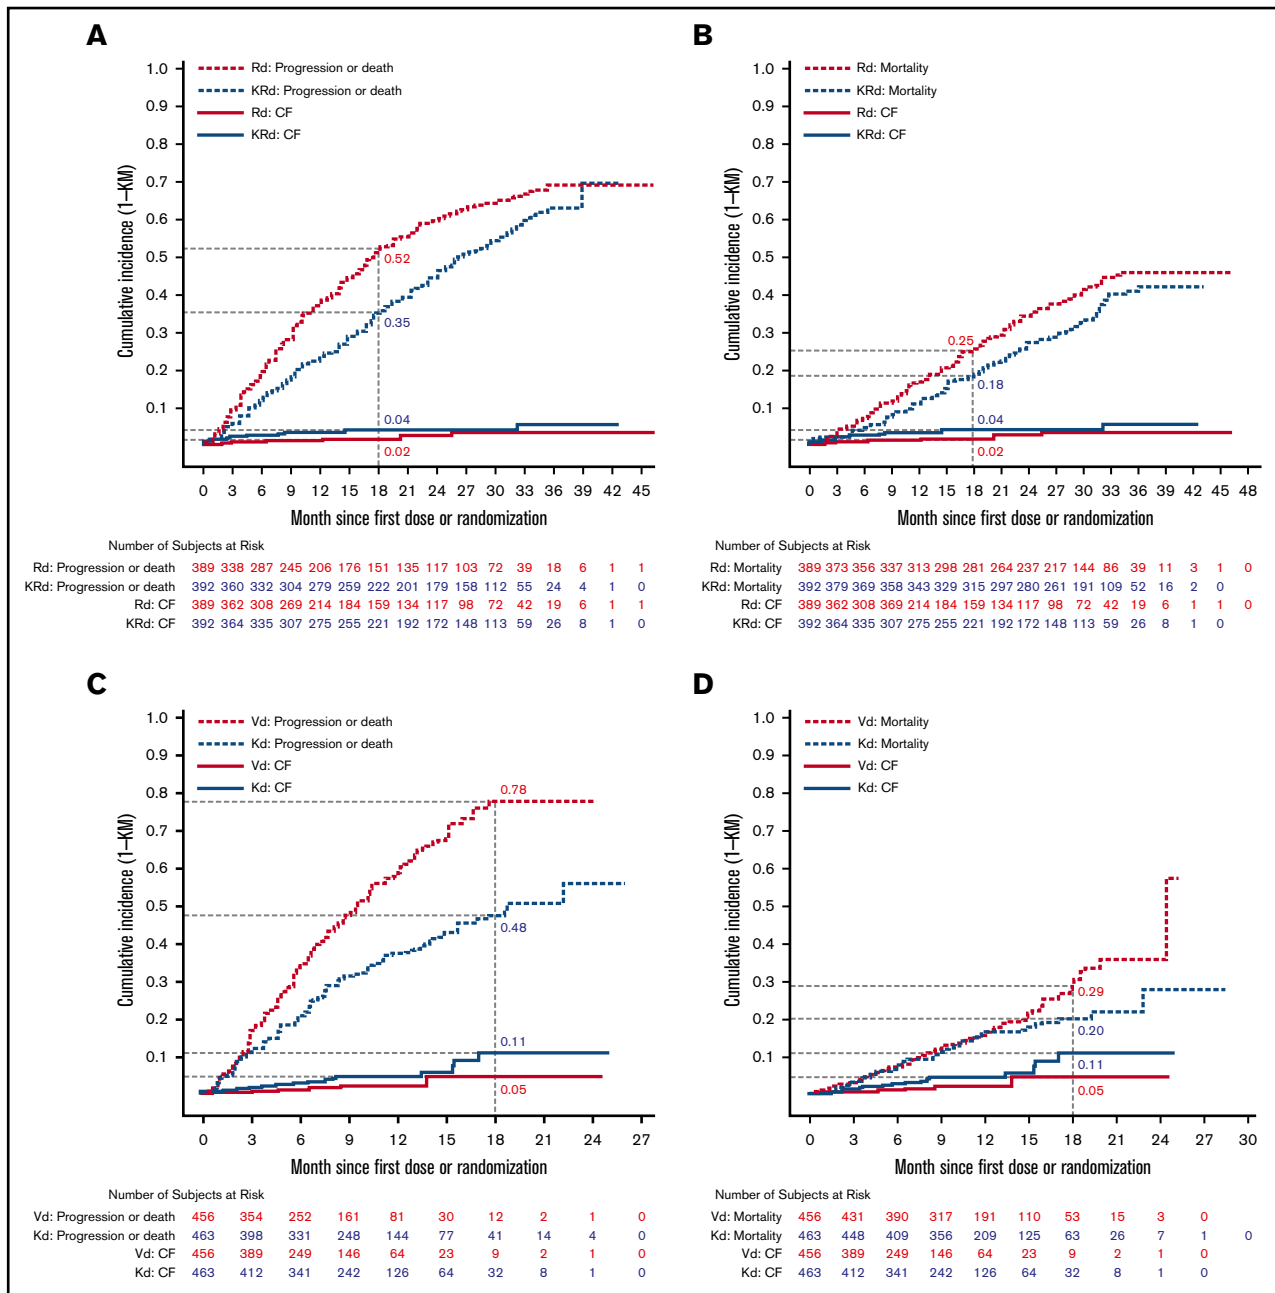 A
Rd: Progression or death
KRd: Progression or death
Rd: CF
KRd: CF
Cumulative incidence (1–KM)
1.0
0.9
0.8
0.7
0.6
0.5
0.4
0.3
0.2
0.1
0.52
0.35
0.04
0.02
0 3 6 9 12 15 18 21 24 27 30 33 36 39 42 45
Month since first dose or randomization
Number of Subjects at Risk
Rd: Progression or death 389 338 287 245 206 176 151 135 117 103 72 39 18 6 1 1
KRd: Progression or death 392 360 332 304 279 259 222 201 179 158 112 55 24 4 1 0
Rd: CF 389 362 308 269 214 184 159 134 117 98 72 42 19 6 1 1
KRd: CF 392 364 335 307 275 255 221 192 172 148 113 59 26 8 1 0
B
Rd: Mortality
KRd: Mortality
Rd: CF
KRd: CF
Cumulative incidence (1–KM)
1.0
0.9
0.8
0.7
0.6
0.5
0.4
0.3
0.2
0.1
0.25
0.18
0.04
0.02
0 3 6 9 12 15 18 21 24 27 30 33 36 39 42 45 48
Month since first dose or randomization
Number of Subjects at Risk
Rd: Mortality 389 373 356 337 313 298 281 264 237 217 144 86 39 11 3 1 0
KRd: Mortality 392 379 369 358 343 329 315 297 280 261 191 109 52 16 2 0
Rd: CF 389 362 308 369 214 184 159 134 117 98 72 42 19 6 1 1 0
KRd: CF 392 364 335 307 275 255 221 192 172 148 113 59 26 8 1 0
C
Vd: Progression or death
Kd: Progression or death
Vd: CF
Kd: CF
Cumulative incidence (1–KM)
1.0
0.9
0.8
0.7
0.6
0.5
0.4
0.3
0.2
0.1
0.78
0.48
0.11
0.05
0 3 6 9 12 15 18 21 24 27
Month since first dose or randomization
Number of Subjects at Risk
Vd: Progression or death 456 354 252 161 81 30 12 2 1 0
Kd: Progression or death 463 398 331 248 144 77 41 14 4 0
Vd: CF 456 389 249 146 64 23 9 2 1 0
Kd: CF 463 412 341 242 126 64 32 8 1 0
D
Vd: Mortality
Kd: Mortality
Vd: CF
Kd: CF
Cumulative incidence (1–KM)
1.0
0.9
0.8
0.7
0.6
0.5
0.4
0.3
0.2
0.1
0.29
0.20
0.11
0.05
0 3 6 9 12 15 18 21 24 27 30
Month since first dose or randomization
Number of Subjects at Risk
Vd: Mortality 456 431 390 317 191 110 53 15 3 0
Kd: Mortality 463 448 409 356 209 125 63 26 7 1 0
Vd: CF 456 389 249 146 64 23 9 2 1 0
Kd: CF 463 412 341 242 126 64 32 8 1 0